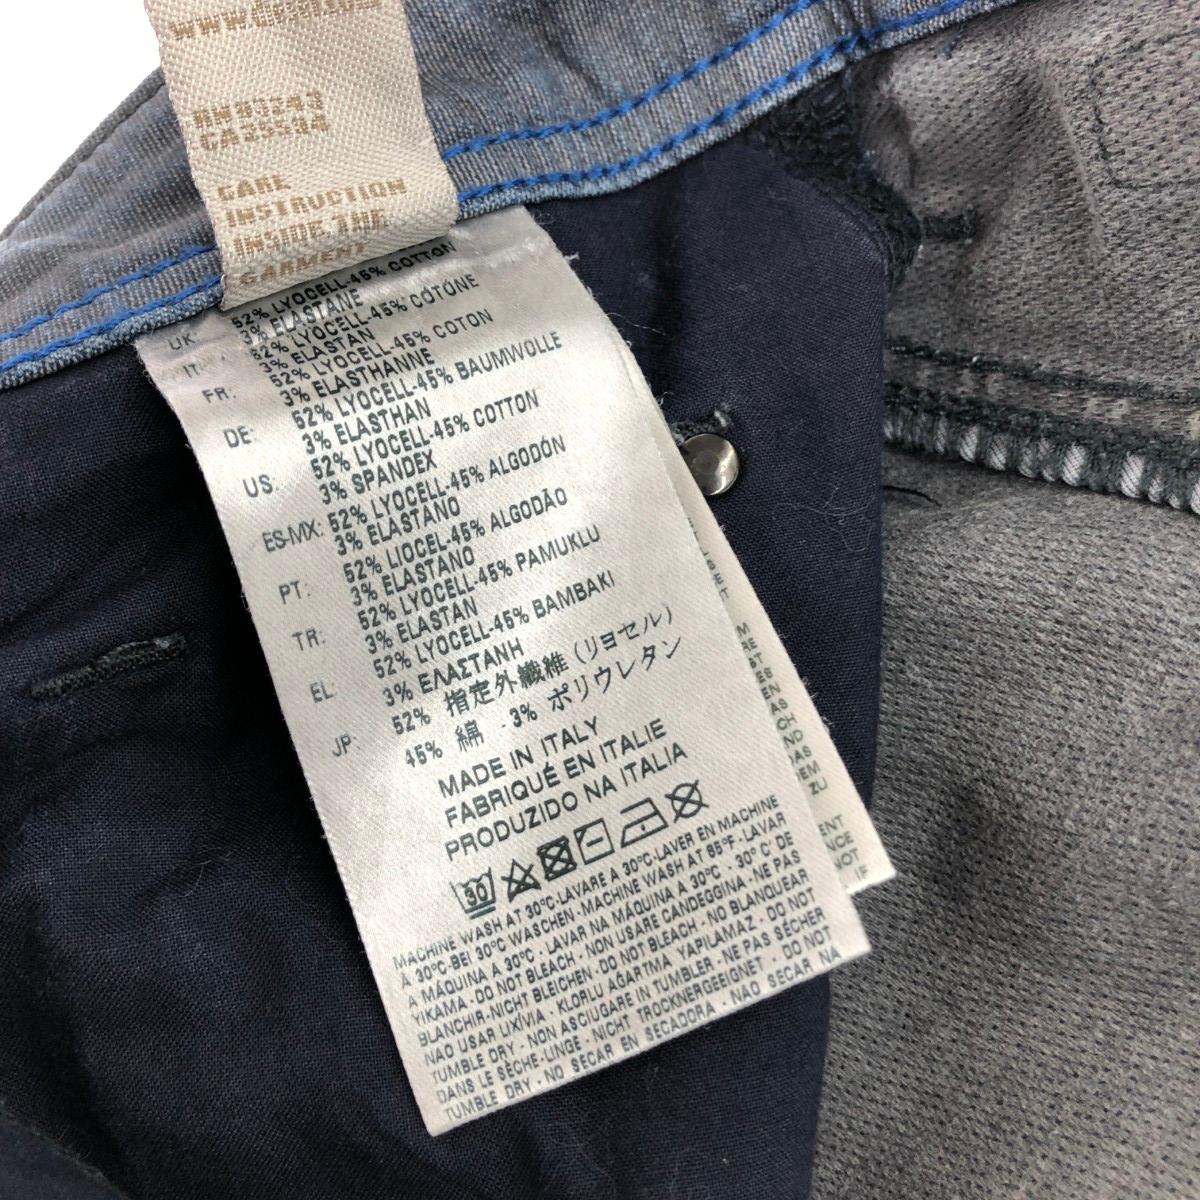 CARE
INSTRUCTION
INSIDE THE
GARMENT
UK: 52% LYOCELL-45% COTTON
3% ELASTANE
IT: 52% LYOCELL-45% COTONE
3% ELASTAN
FR: 52% LYOCELL-45% COTON
3% ELASTHANNE
DE: 52% LYOCELL-45% BAUMWOLLE
3% ELASTHAN
US: 52% LYOCELL-45% COTTON
3% SPANDEX
ES-MX: 52% LYOCELL-45% ALGODÓN
3% ELASTANO
PT: 52% LIOCEL-45% ALGODÃO
3% ELASTANO
TR: 52% LYOCELL-45% PAMUKLU
3% ELASTAN
EL: 52% LYOCELL-45% BAMBAKI
3% ΕΛΑΣΤΑΝΗ
JP: 52% 指定外繊維(リヨセル)
45% 綿 -3% ポリウレタン
MADE IN ITALY
FABRIQUÉ EN ITALIE
PRODUZIDO NA ITALIA
30
MACHINE WASH AT 30°C-LAVARE A 30°C-LAVER EN MACHINE
À 30°C-BEI 30°C WASCHEN-MACHINE WASH AT 85°F-LAVAR
A MÁQUINA A 30°C - LAVAR NA MÁQUINA A 30°C - 30° C' DE
YIKAMA-DO NOT BLEACH - NON USARE CANDEGGINA-NE PAS
BLANCHIR-NICHT BLEICHEN-DO NOT BLEACH-NO BLANQUEAR
NAO USAR LIXÍVIA - KLORLU AĞARTMA YAPILAMAZ - DO NOT
TUMBLE DRY - NON ASCIUGARE IN TUMBLER - NE PAS SÉCHER
DANS LE SÈCHE-LINGE - NICHT TROCKNERGEEIGNET - DO NOT
TUMBLE DRY - NO SECAR EN SECADORA - NAO SECAR NA